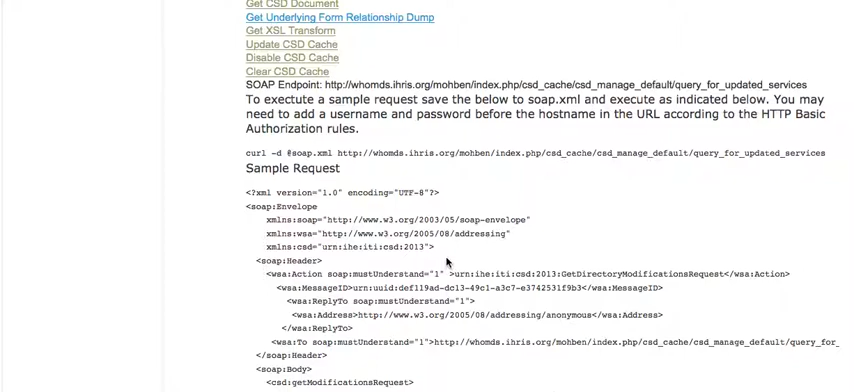 Get CSD Document
Get Underlying Form Relationship Dump
Get XSL Transform
Update CSD Cache
Disable CSD Cache
Clear CSD Cache
SOAP Endpoint: http://whomds.ihris.org/mohben/index.php/csd_cache/csd_manage_default/query_for_updated_services
To exectute a sample request save the below to soap.xml and execute as indicated below. You may
need to add a username and password before the hostname in the URL according to the HTTP Basic
Authorization rules.
curl -d @soap.xml http://whomds.ihris.org/mohben/index.php/csd_cache/csd_manage_default/query_for_updated_services
Sample Request
<?xml version="1.0" encoding="UTF-8"?>
<soap:Envelope
xmlns:soap="http://www.w3.org/2003/05/soap-envelope"
xmlns:wsa="http://www.w3.org/2005/08/addressing"
xmlns:csd="urn:ihe:iti:csd:2013">
<soap:Header>
<wsa:Action soap:mustUnderstand="1" >urn:ihe:iti:csd:2013:GetDirectoryModificationsRequest</wsa:Action>
<wsa:MessageID>urn:uuid:def119ad-dc13-49c1-a3c7-e3742531f9b3</wsa:MessageID>
<wsa:ReplyTo soap:mustUnderstand="1">
<wsa:Address>http://www.w3.org/2005/08/addressing/anonymous</wsa:Address>
</wsa:ReplyTo>
<wsa:To soap:mustUnderstand="1">http://whomds.ihris.org/mohben/index.php/csd_cache/csd_manage_default/query_for_
</soap:Header>
<soap:Body>
<csd:getModificationsRequest>